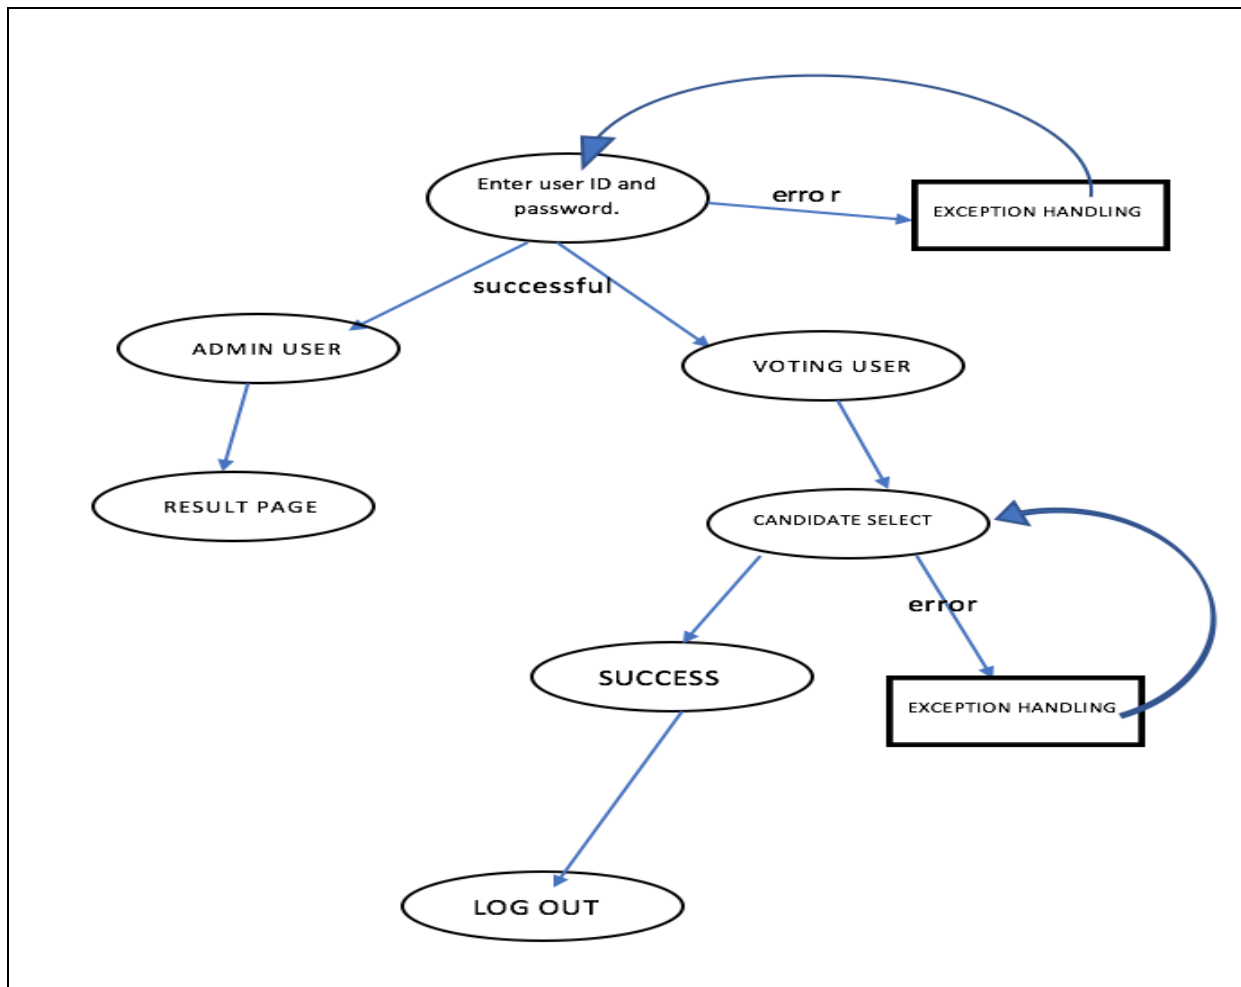 Enter user ID and
password.
erro r
EXCEPTION HANDLING
successful
ADMIN USER
VOTING USER
RESULT PAGE
CANDIDATE SELECT
error
SUCCESS
EXCEPTION HANDLING
LOG OUT